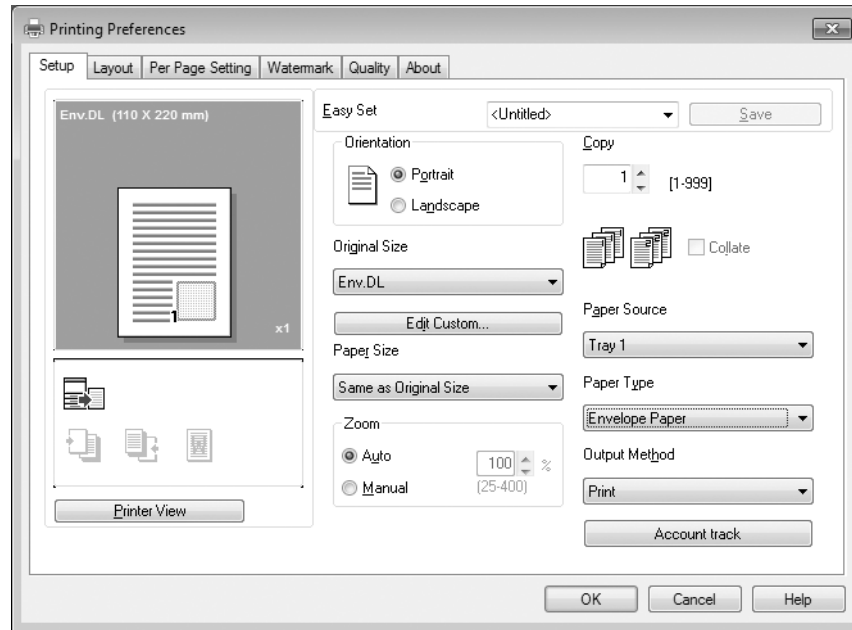 Printing Preferences
Setup
Layout
Per Page Setting
Watermark
Quality
About
Env.DL (110 X 220 mm)
1
x1
Printer View
Easy Set
<Untitled>
Save
Orientation
Portrait
Landscape
Original Size
Env.DL
Edit Custom...
Paper Size
Same as Original Size
Zoom
Auto
Manual
100
%
(25-400)
Copy
1
[1-999]
1
2
Collate
Paper Source
Tray 1
Paper Type
Envelope Paper
Output Method
Print
Account track
OK
Cancel
Help